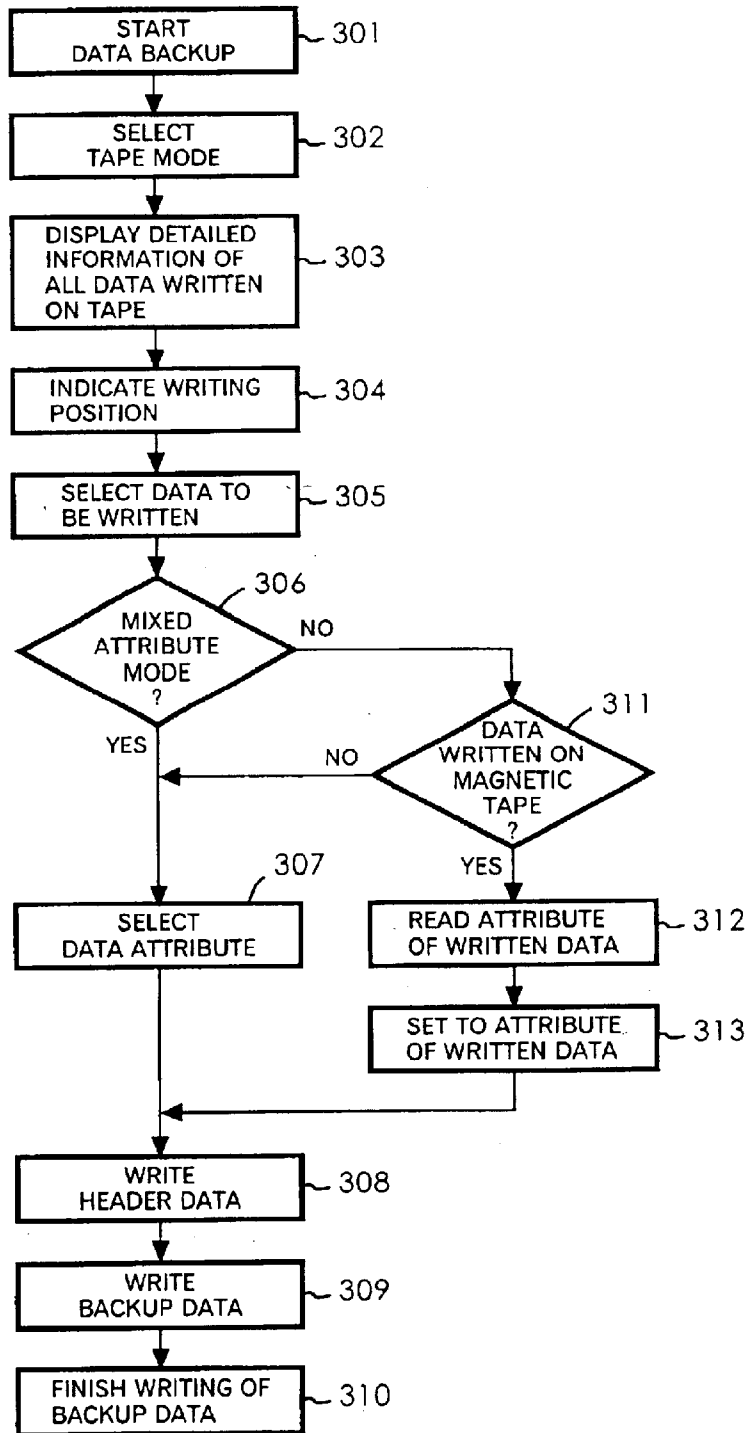 START
DATA BACKUP
301
SELECT
TAPE MODE
302
DISPLAY DETAILED
INFORMATION OF
ALL DATA WRITTEN
ON TAPE
303
INDICATE WRITING
POSITION
304
SELECT DATA TO
BE WRITTEN
305
306
MIXED
ATTRIBUTE
MODE
?
NO
YES
311
DATA
WRITTEN ON
MAGNETIC
TAPE
?
NO
YES
307
SELECT
DATA ATTRIBUTE
READ ATTRIBUTE
OF WRITTEN DATA
312
SET TO ATTRIBUTE
OF WRITTEN DATA
313
WRITE
HEADER DATA
308
WRITE
BACKUP DATA
309
FINISH WRITING OF
BACKUP DATA
310